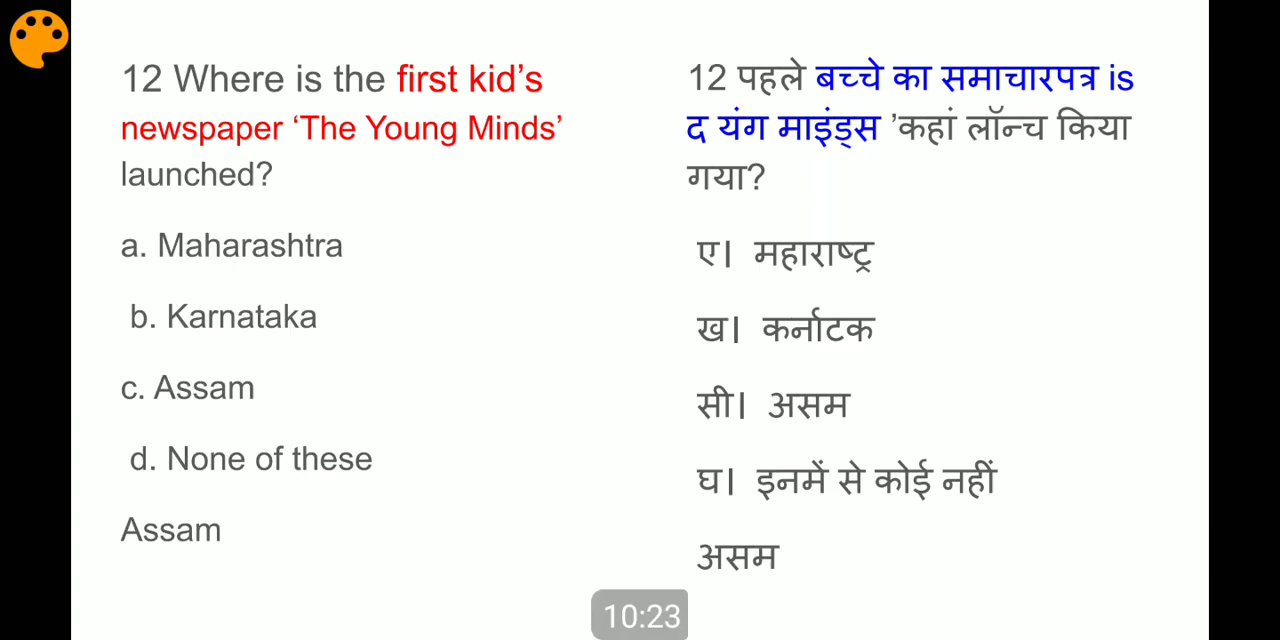 12 Where is the first kid’s
newspaper ‘The Young Minds’
launched?
a. Maharashtra
b. Karnataka
c. Assam
d. None of these
Assam
12 पहले बच्चे का समाचारपत्र is
द यंग माइंड्स ’कहां लॉन्च किया
गया?
ए। महाराष्ट्र
ख। कर्नाटक
सी। असम
घ। इनमें से कोई नहीं
असम
10:23